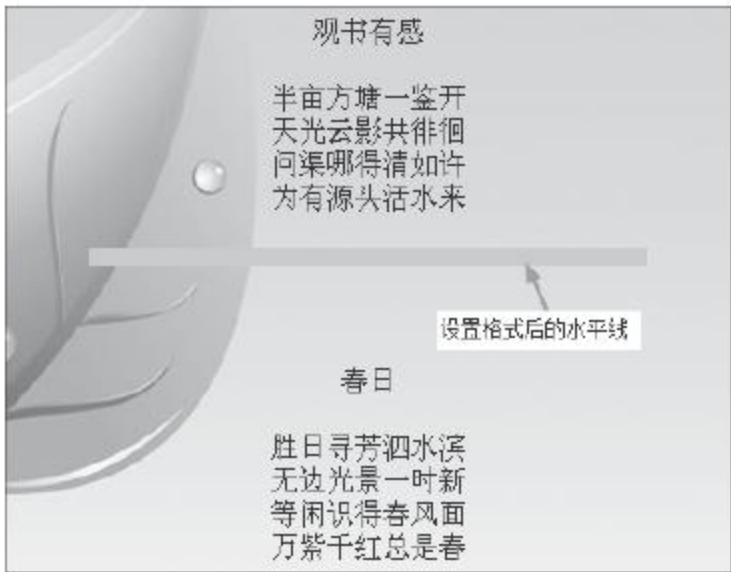 观书有感
半亩方塘一鉴开
天光云影共徘徊
问渠哪得清如许
为有源头活水来
设置格式后的水平线
春日
胜日寻芳泗水滨
无边光景一时新
等闲识得春风面
万紫千红总是春